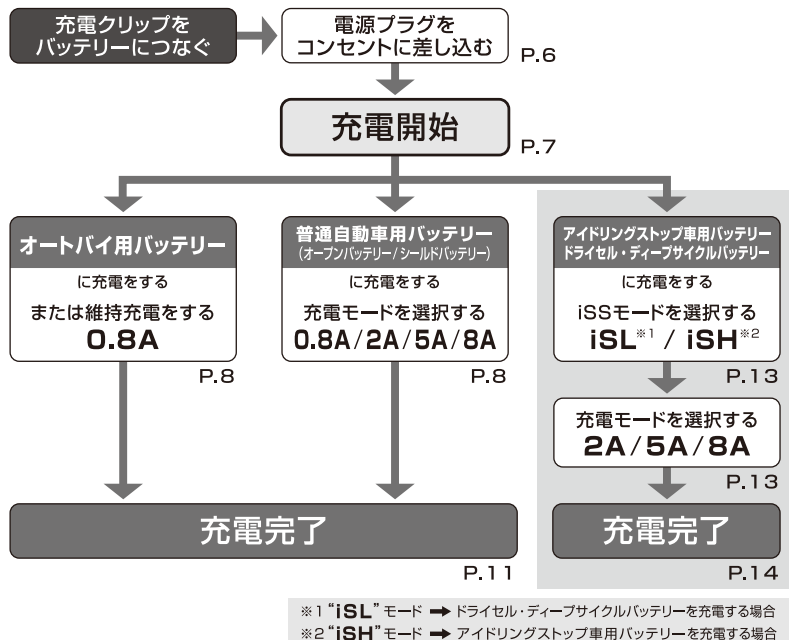 充電クリップを
バッテリーにつなぐ
電源プラグを
コンセントに差し込む
P.6
充電開始
P.7
オートバイ用バッテリー
に充電をする
または維持充電をする
0.8A
P.8
普通自動車用バッテリー
(オープンバッテリー/シールドバッテリー)
に充電をする
充電モードを選択する
0.8A/2A/5A/8A
P.8
アイドリングストップ車用バッテリー
ドライセル・ディープサイクルバッテリー
に充電をする
iSSモードを選択する
iSL※1 / iSH※2
P.13
充電モードを選択する
2A/5A/8A
P.13
充電完了
P.11
充電完了
P.14
※1 “iSL” モード ➡ ドライセル・ディープサイクルバッテリーを充電する場合
※2 “iSH” モード ➡ アイドリングストップ車用バッテリーを充電する場合